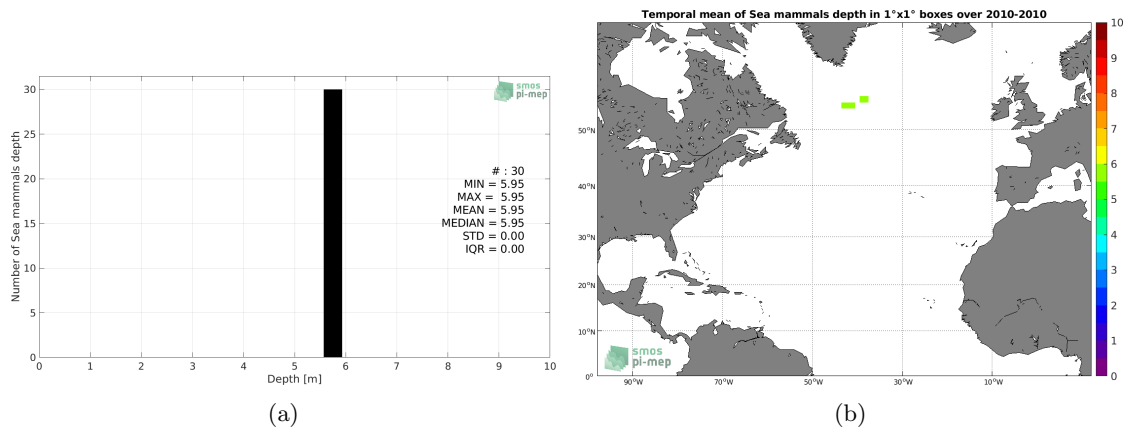 Temporal mean of Sea mammals depth in 1°x1° boxes over 2010-2010
smos
pi-mep
Number of Sea mammals depth
30
25
20
15
10
5
0
# : 30
MIN = 5.95
MAX = 5.95
MEAN = 5.95
MEDIAN = 5.95
STD = 0.00
IQR = 0.00
0 1 2 3 4 5 6 7 8 9 10
Depth [m]
(a)
50°N
40°N
30°N
20°N
10°N
0°
90°W 70°W 50°W 30°W 10°W
smos
pi-mep
10
9
8
7
6
5
4
3
2
1
0
(b)